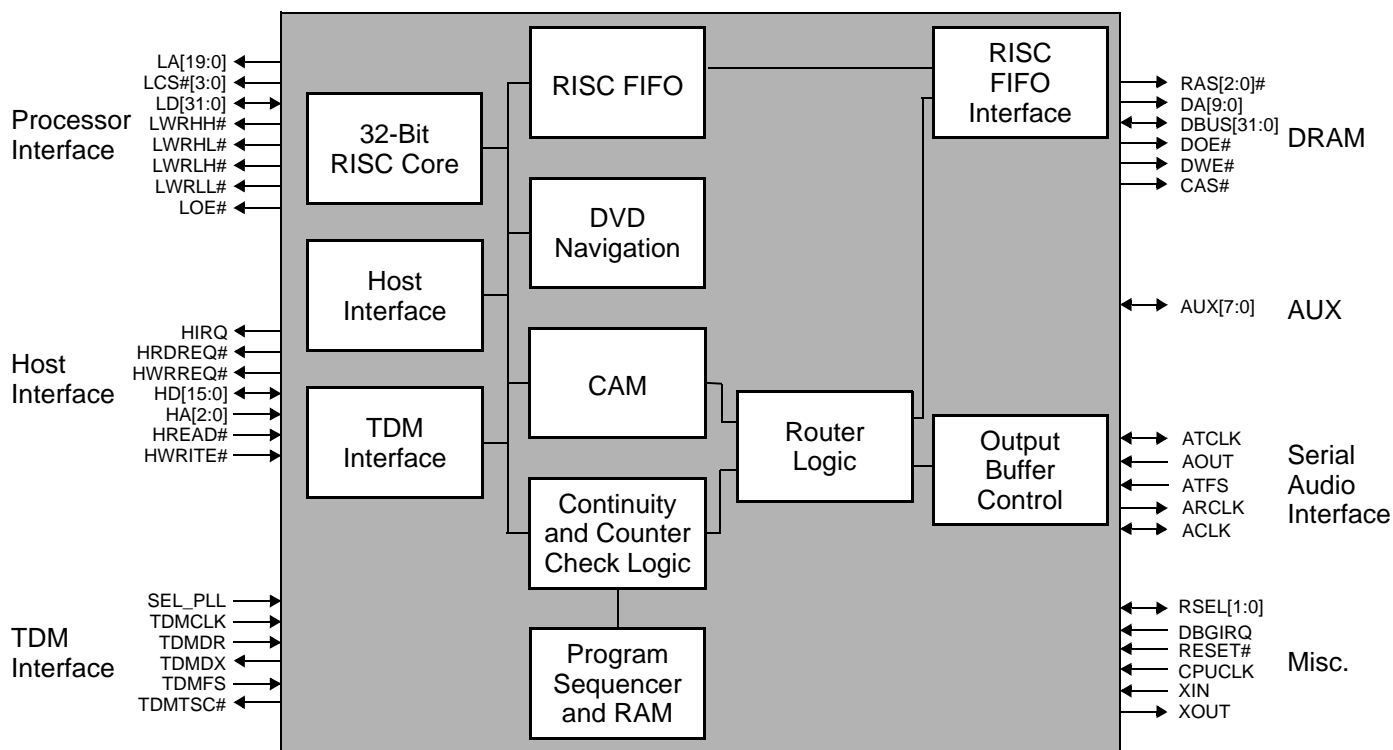 Processor
Interface
LA[19:0]
LCS#[3:0]
LD[31:0]
LWRHH#
LWRHL#
LWRLH#
LWRLL#
LOE#
Host
Interface
HIRQ
HRDREQ#
HWRREQ#
HD[15:0]
HA[2:0]
HREAD#
HWRITE#
TDM
Interface
SEL_PLL
TDMCLK
TDMDR
TDMDX
TDMFS
TDMTSC#
32-Bit
RISC Core
Host
Interface
TDM
Interface
RISC FIFO
DVD
Navigation
CAM
Continuity
and Counter
Check Logic
Program
Sequencer
and RAM
Router
Logic
RISC
FIFO
Interface
Output
Buffer
Control
RAS[2:0]#
DA[9:0]
DBUS[31:0]
DOE#
DWE#
CAS#
DRAM
AUX[7:0]
AUX
ATCLK
AOUT
ATFS
ARCLK
ACLK
Serial
Audio
Interface
RSEL[1:0]
DBGIRQ
RESET#
CPUCLK
XIN
XOUT
Misc.